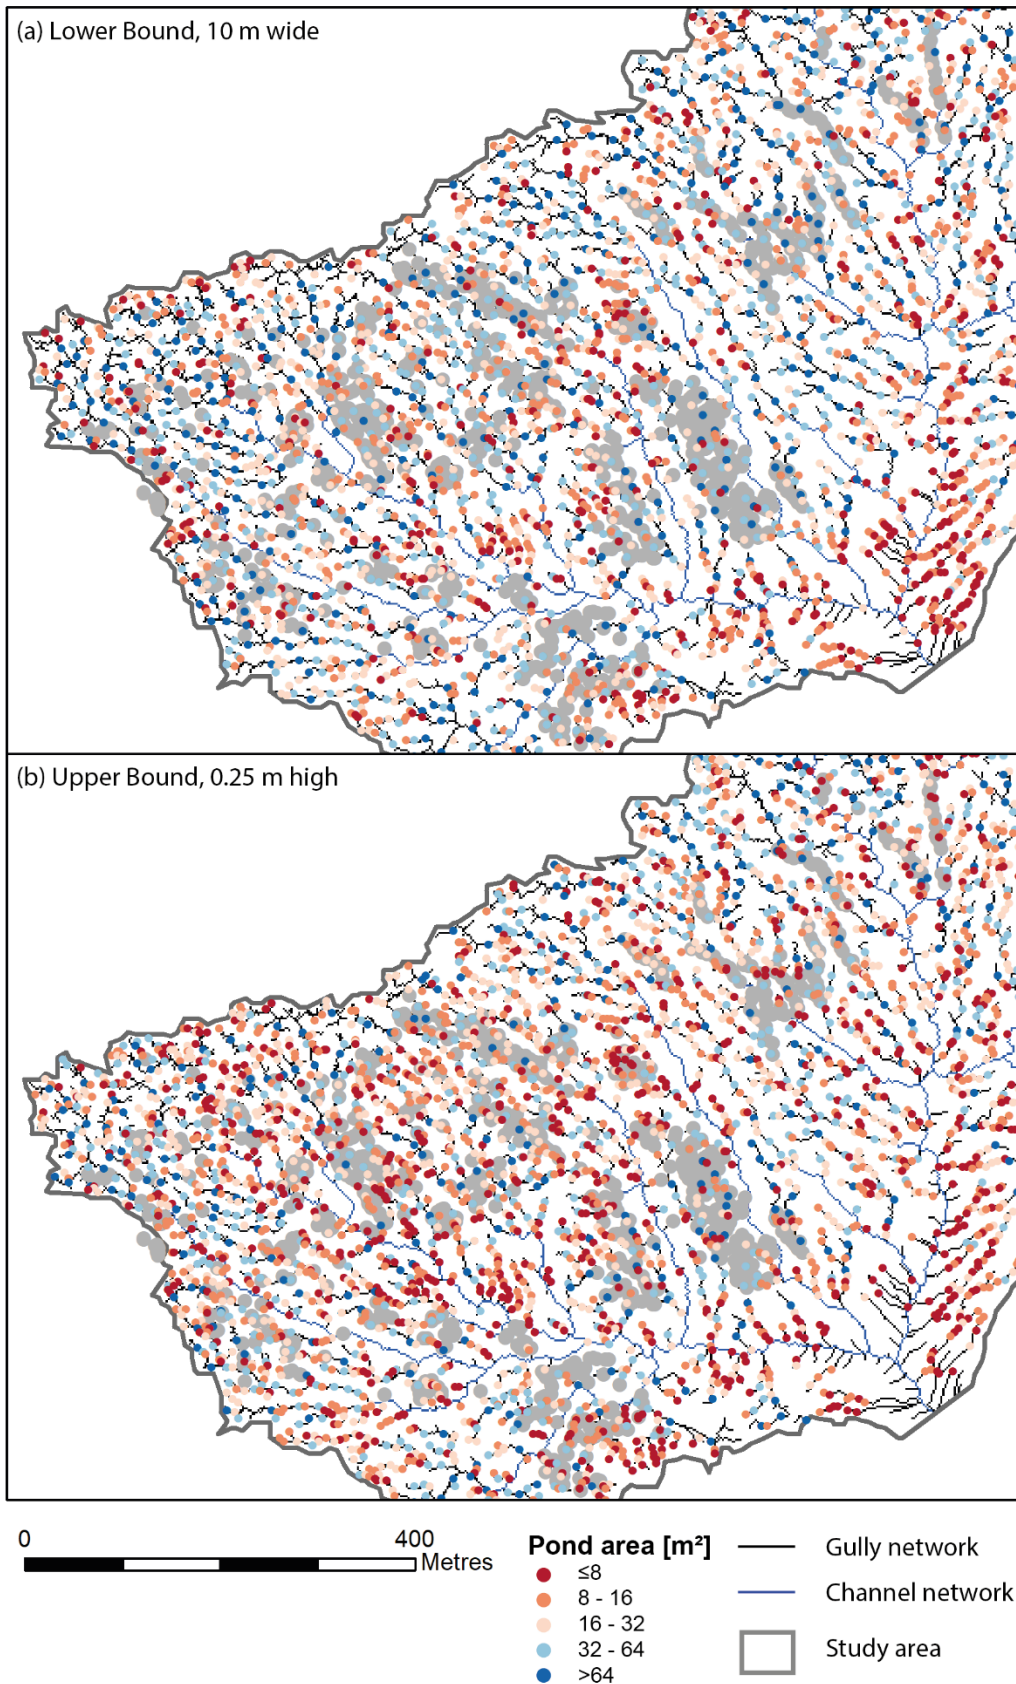 (a) Lower Bound, 10 m wide
(b) Upper Bound, 0.25 m high
0 400
Metres
Pond area [m²]
≤8
8 - 16
16 - 32
32 - 64
>64
Gully network
Channel network
Study area